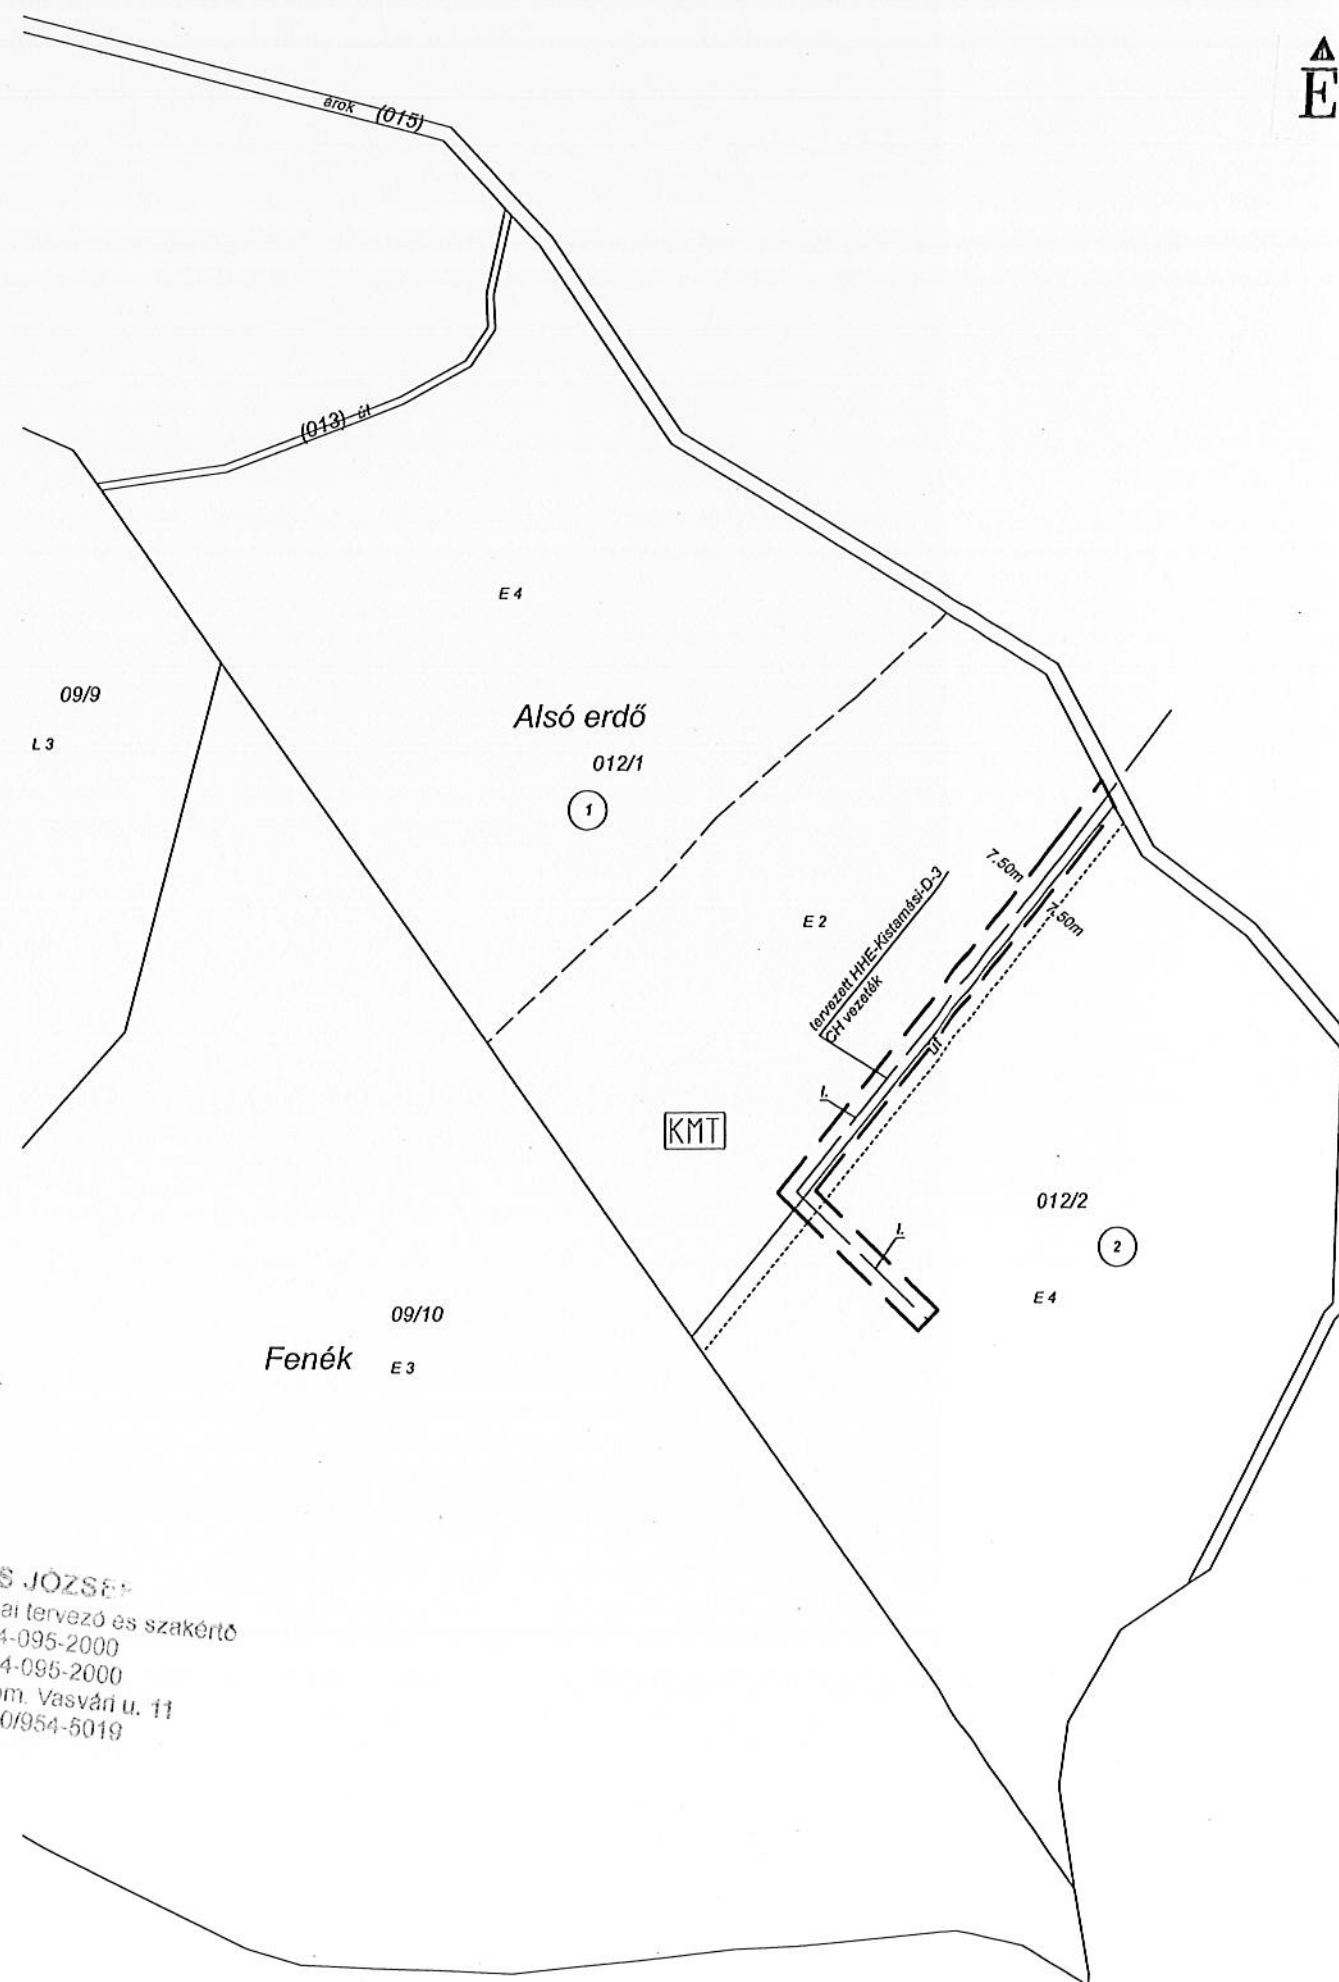 É
árok (015)
(013) út
E 4
09/9
L 3
Alsó erdő
012/1
1
7.50m
7.50m
E 2
tervezett HHE-Kistamási-D-3
CH vezeték
út
I.
KMT
012/2
I.
2
E 4
09/10
Fenék
E 3
S JÓZSEF
ai tervező és szakértő
4-095-2000
4-095-2000
om. Vasvári u. 11
0/954-5019